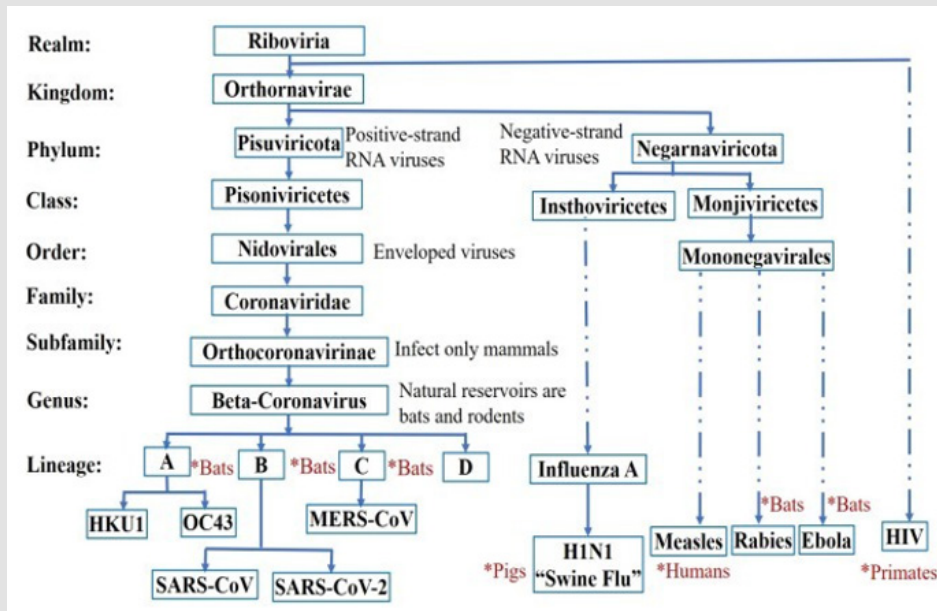 Realm:
Riboviria
Kingdom:
Orthornavirae
Phylum:
Pisuviricota
Positive-strand
RNA viruses
Negative-strand
RNA viruses
Negarnaviricota
Class:
Pisoniviricetes
Insthoviricetes
Monjiviricetes
Order:
Nidovirales
Enveloped viruses
Mononegavirales
Family:
Coronaviridae
Subfamily:
Orthocoronavirinae
Infect only mammals
Genus:
Beta-Coronavirus
Natural reservoirs are
bats and rodents
Lineage:
A
*Bats
B
*Bats
C
*Bats
D
Influenza A
HKU1
OC43
MERS-CoV
SARS-CoV
SARS-CoV-2
*Pigs
H1N1
“Swine Flu”
Measles
*Humans
*Bats
Rabies
*Bats
Ebola
HIV
*Primates